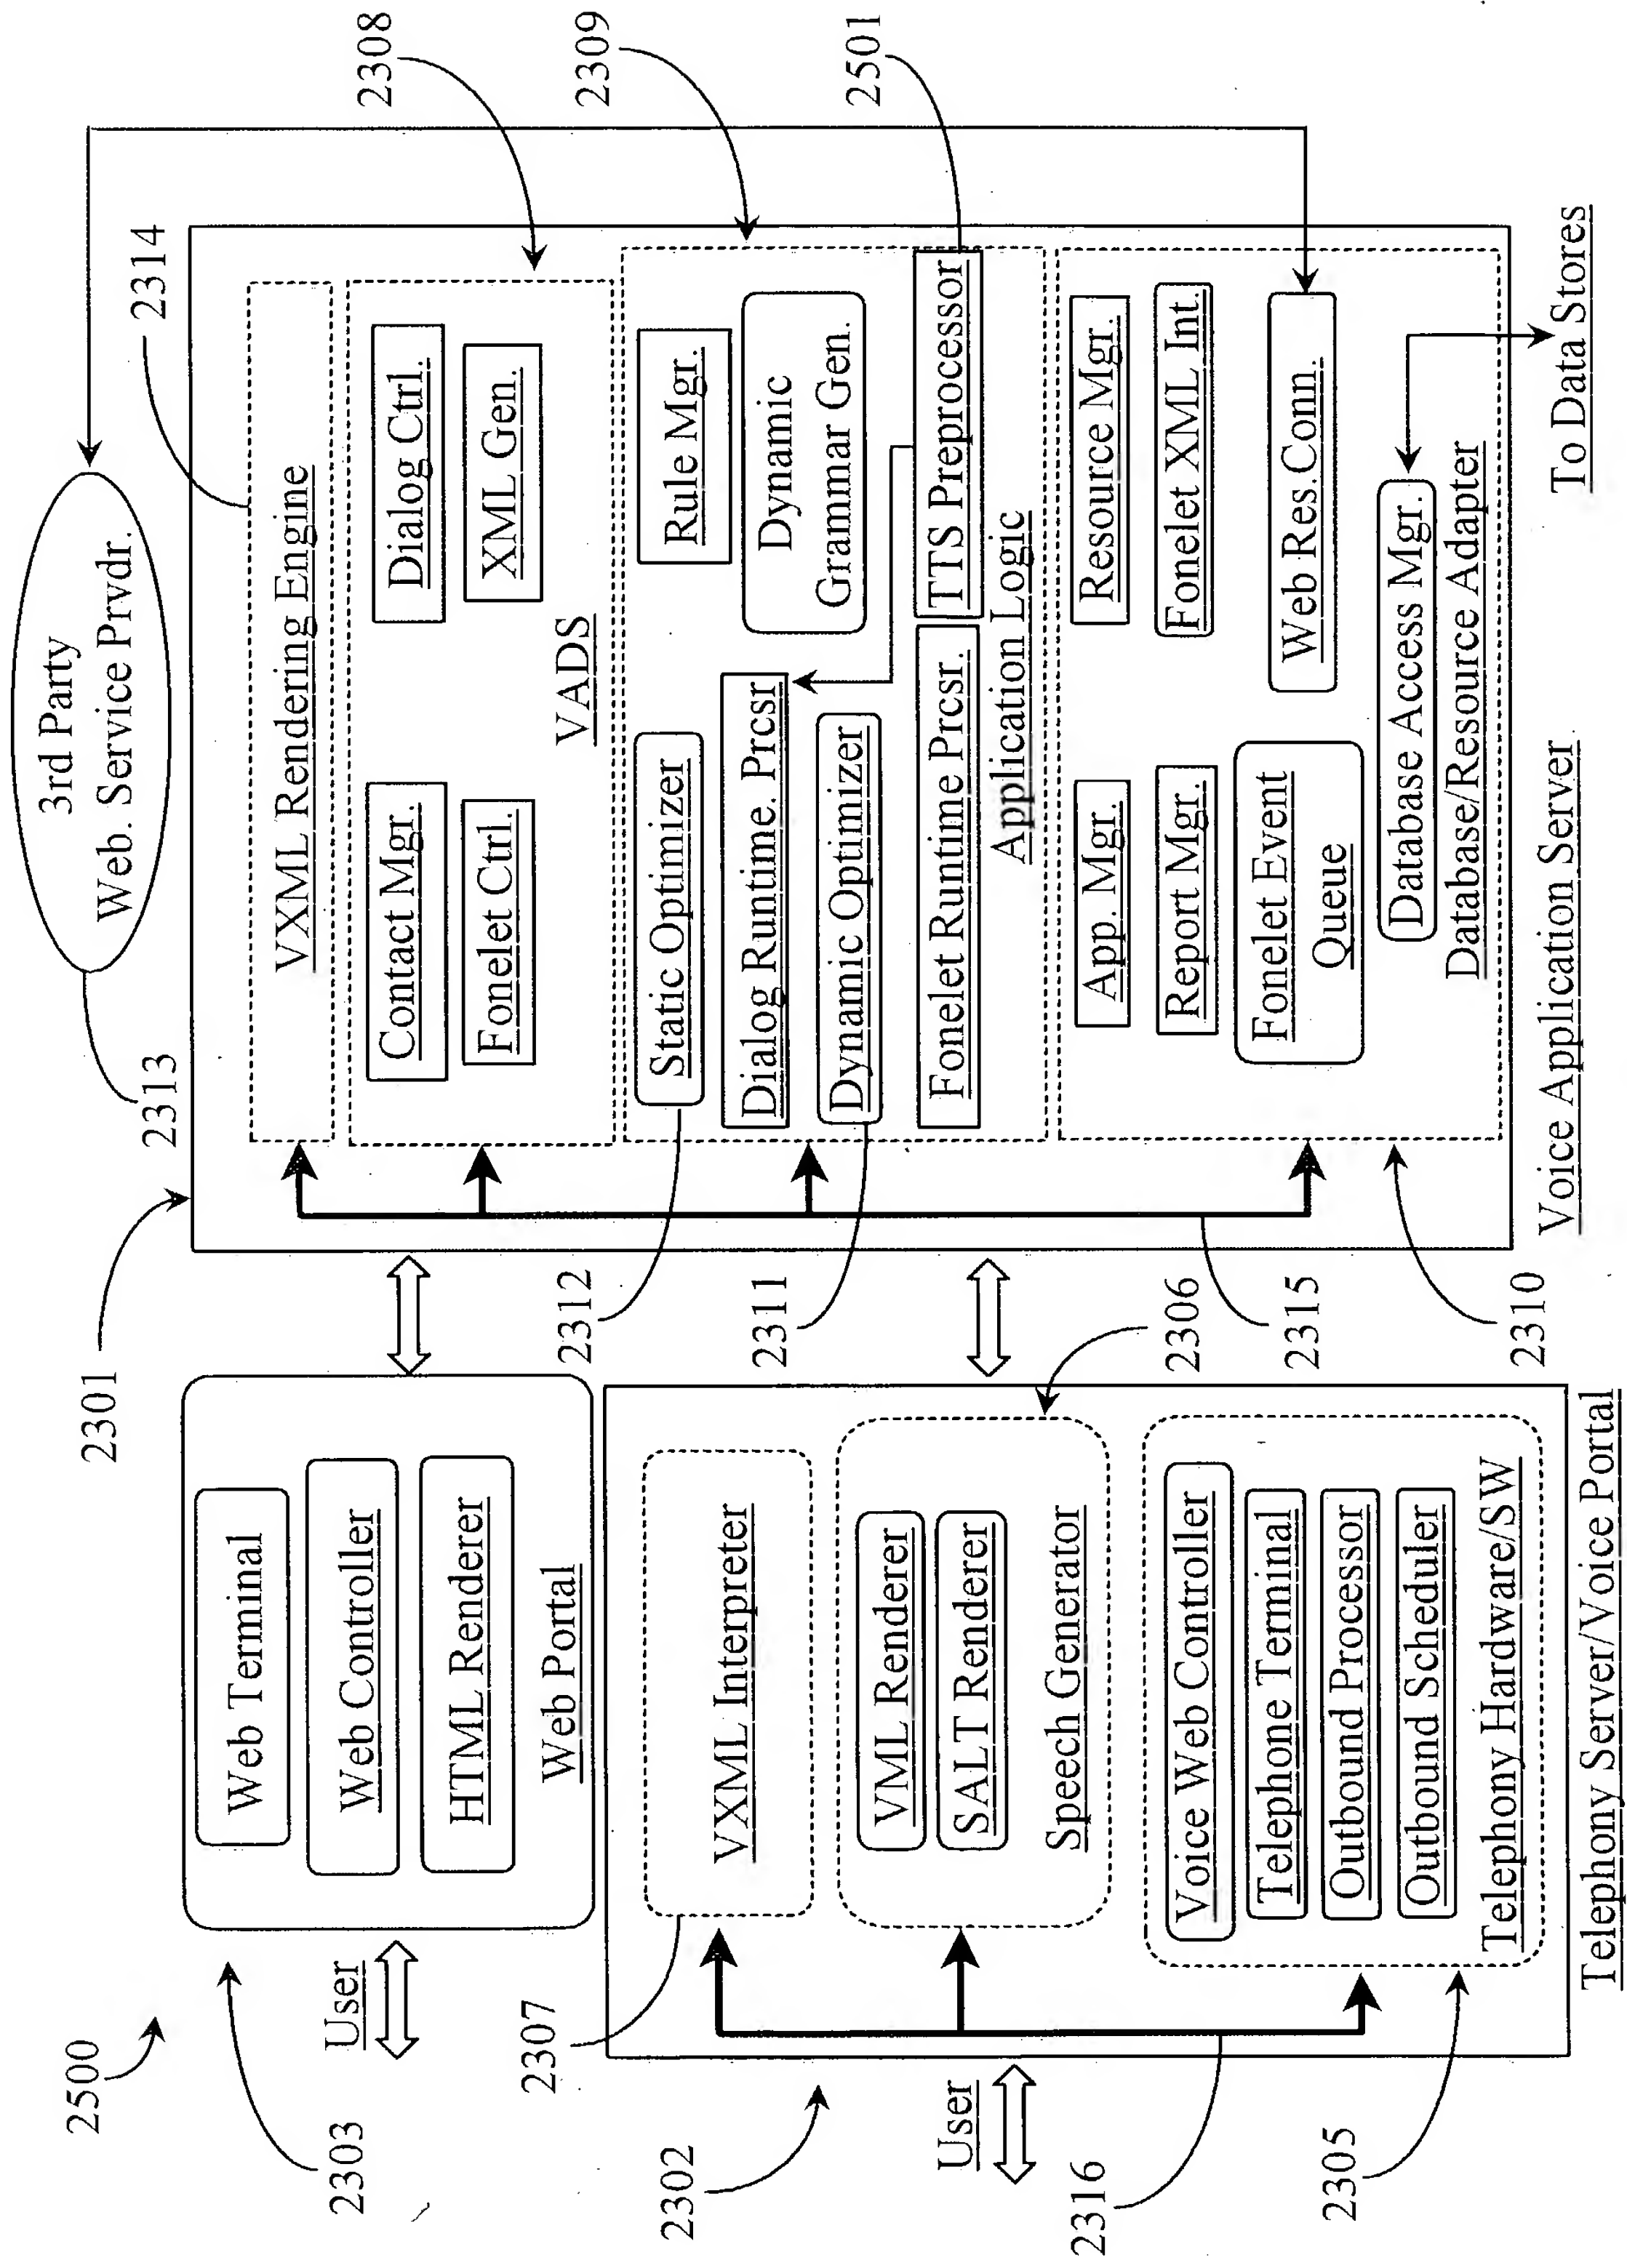 2500
2303
User
Web Terminal
Web Controller
HTML Renderer
Web Portal
2301
2313
3rd Party
Web. Service Prvdr.
2314
VXML Rendering Engine
2308
Contact Mgr.
Dialog Ctrl.
Fonelet Ctrl.
XML Gen.
VADS
2309
2312
Static Optimizer
Rule Mgr.
Dialog Runtime. Prcsr
Dynamic
Grammar Gen.
2311
Dynamic Optimizer
2501
Fonelet Runtime Prcsr.
TTS Preprocessor
Application Logic
App. Mgr.
Resource Mgr.
Report Mgr.
Fonelet XML Int.
Fonelet Event
Queue
Web Res.Conn.
Database Access Mgr.
Database/Resource Adapter
To Data Stores
Voice Application Server
2310
2315
2306
2307
VXML Interpreter
2302
User
VML Renderer
SALT Renderer
Speech Generator
2316
Voice Web Controller
Telephone Terminal
Outbound Processor
Outbound Scheduler
Telephony Hardware/SW
2305
Telephony Server/Voice Portal